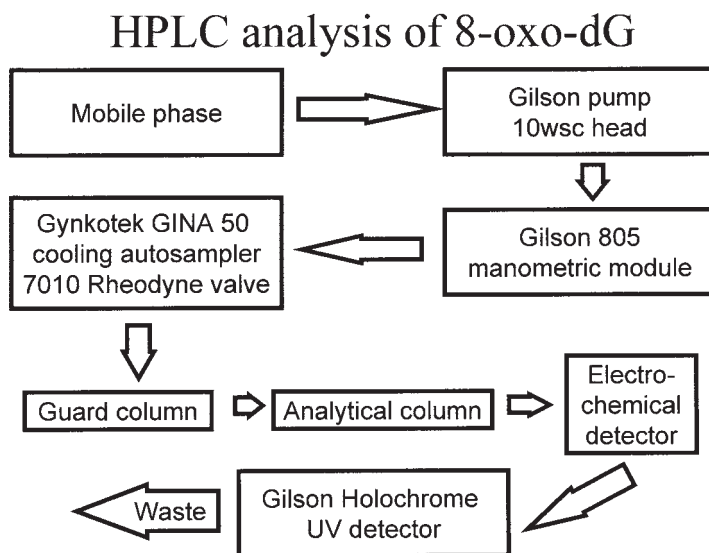 HPLC analysis of 8-oxo-dG
Mobile phase
Gilson pump
10wsc head
Gilson 805
manometric module
Gynkotek GINA 50
cooling autosampler
7010 Rheodyne valve
Guard column
Analytical column
Electro-
chemical
detector
Gilson Holochrome
UV detector
Waste